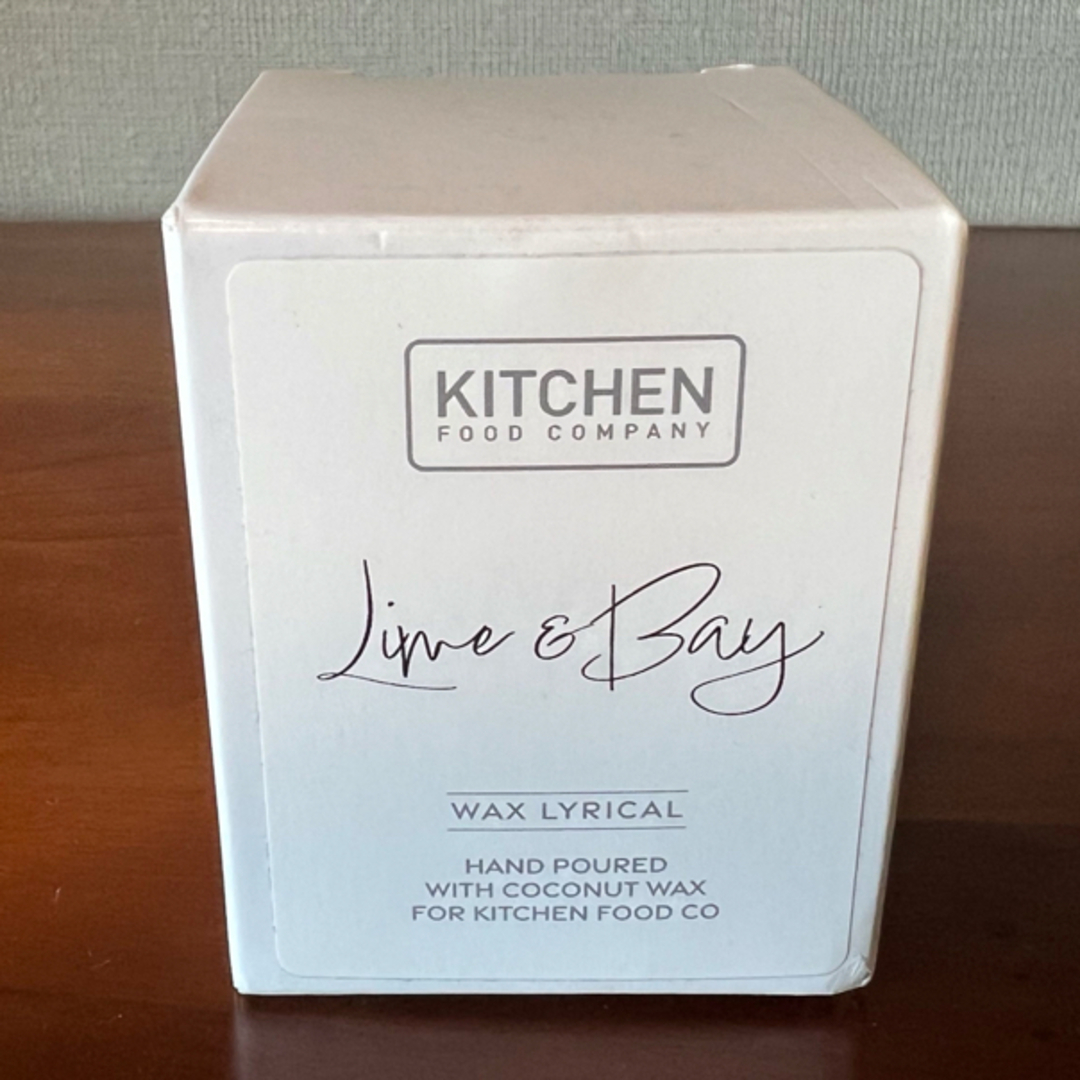 KITCHEN
FOOD COMPANY
Lime & Bay
WAX LYRICAL
HAND POURED
WITH COCONUT WAX
FOR KITCHEN FOOD CO